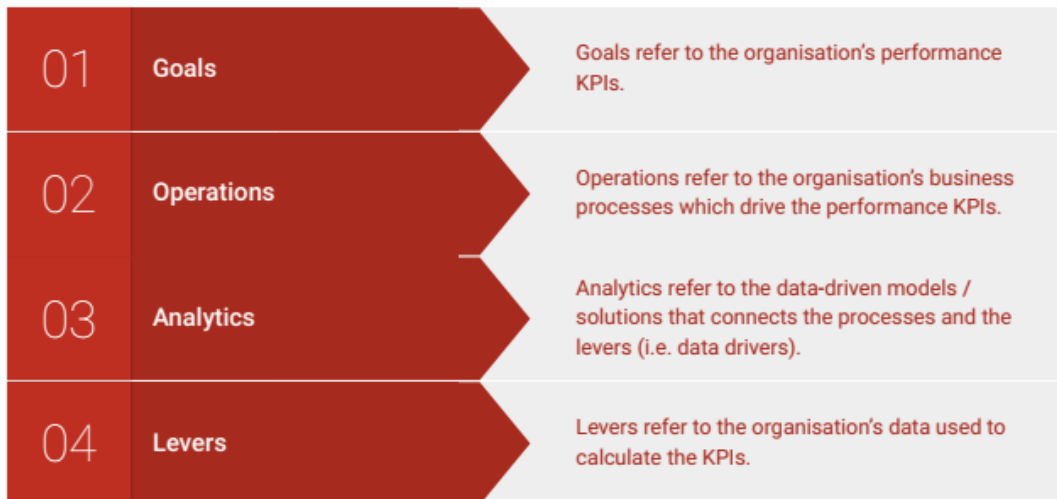 01
Goals
Goals refer to the organisation's performance
KPIs.
02
Operations
Operations refer to the organisation's business
processes which drive the performance KPIs.
03
Analytics
Analytics refer to the data-driven models /
solutions that connects the processes and the
levers (i.e. data drivers).
04
Levers
Levers refer to the organisation's data used to
calculate the KPIs.